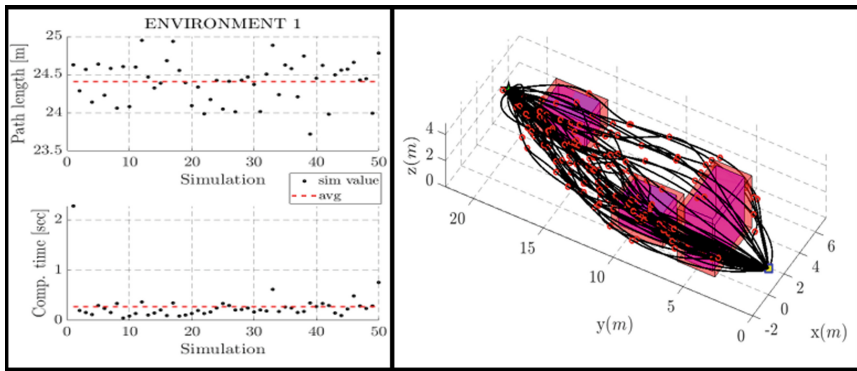 ENVIRONMENT 1
Path length [m]
25
24.5
24
23.5
0 10 20 30 40 50
Simulation
sim value
avg
Comp. time [sec]
2
1
0
0 10 20 30 40 50
Simulation
z(m)
4
2
0
20
15
10
5
0
y(m)
-2
0
2
4
6
x(m)